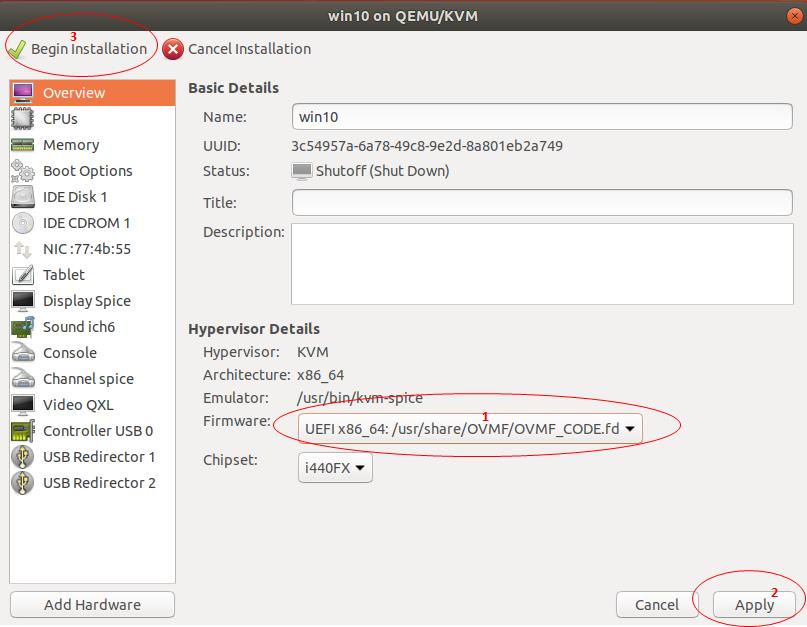 win10 on QEMU/KVM
3
Begin Installation
Cancel Installation
Overview
CPUs
Memory
Boot Options
IDE Disk 1
IDE CDROM 1
NIC :77:4b:55
Tablet
Display Spice
Sound ich6
Console
Channel spice
Video QXL
Controller USB 0
USB Redirector 1
USB Redirector 2
Add Hardware
Basic Details
Name: win10
UUID: 3c54957a-6a78-49c8-9e2d-8a801eb2a749
Status: Shutoff (Shut Down)
Title:
Description:
Hypervisor Details
Hypervisor: KVM
Architecture: x86_64
Emulator: /usr/bin/kvm-spice
1
Firmware: UEFI x86_64: /usr/share/OVMF/OVMF_CODE.fd
Chipset: i440FX
2
Cancel Apply